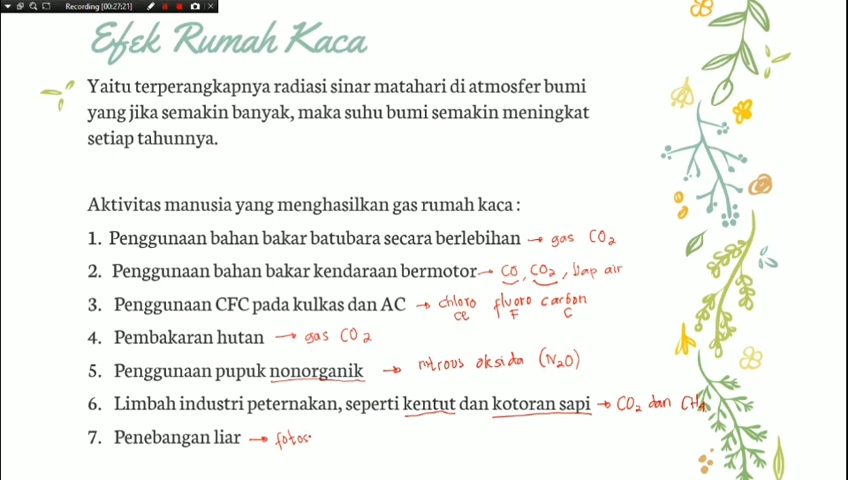 Recording [00:27:21]
Efek Rumah Kaca
Yaitu terperangkapnya radiasi sinar matahari di atmosfer bumi
yang jika semakin banyak, maka suhu bumi semakin meningkat
setiap tahunnya.
Aktivitas manusia yang menghasilkan gas rumah kaca :
1. Penggunaan bahan bakar batubara secara berlebihan → gas CO₂
2. Penggunaan bahan bakar kendaraan bermotor → CO, CO₂, Uap air
3. Penggunaan CFC pada kulkas dan AC → chloro fluoro carbon
Cl F C
4. Pembakaran hutan → gas CO₂
5. Penggunaan pupuk nonorganik → nitrous oksida (N₂O)
6. Limbah industri peternakan, seperti kentut dan kotoran sapi → CO₂ dan CH₄
7. Penebangan liar → fotos